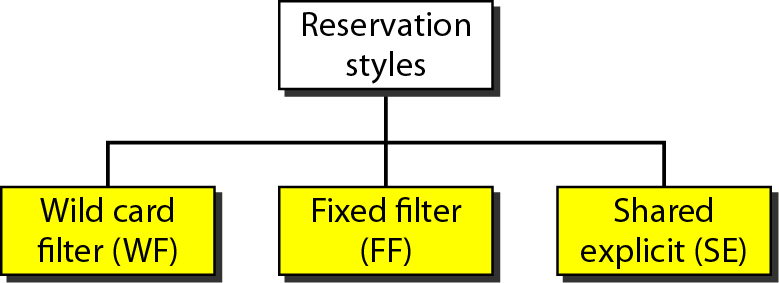 Reservation
styles
Wild card
filter (WF)
Fixed filter
(FF)
Shared
explicit (SE)